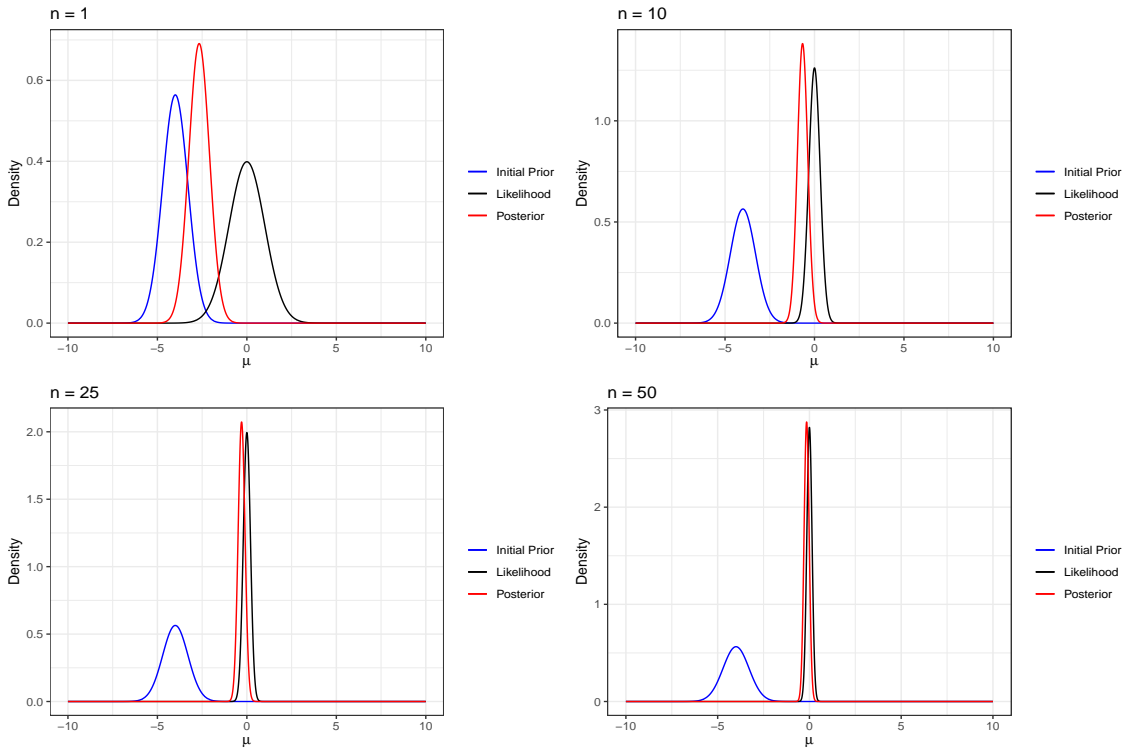 n = 1
0.6
0.4
0.2
0.0
Density
−10
−5
0
5
10
μ
Initial Prior
Likelihood
Posterior
n = 10
1.0
0.5
0.0
Density
−10
−5
0
5
10
μ
Initial Prior
Likelihood
Posterior
n = 25
2.0
1.5
1.0
0.5
0.0
Density
−10
−5
0
5
10
μ
Initial Prior
Likelihood
Posterior
n = 50
3
2
1
0
Density
−10
−5
0
5
10
μ
Initial Prior
Likelihood
Posterior